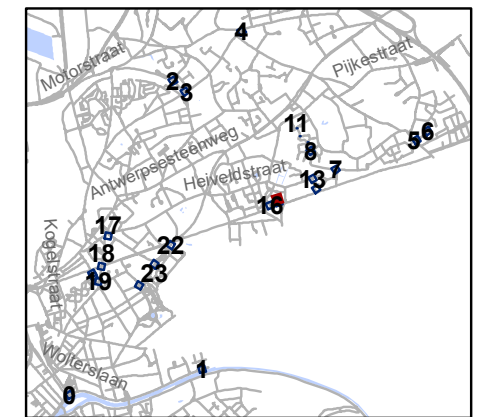 4
Motorstraat
Pijkestraat
2
3
11
Antwerpsesteenweg
5
6
8
Heiveldstraat
7
13
16
17
Kogelstraat
22
18
19
23
Wolterslaan
1
0